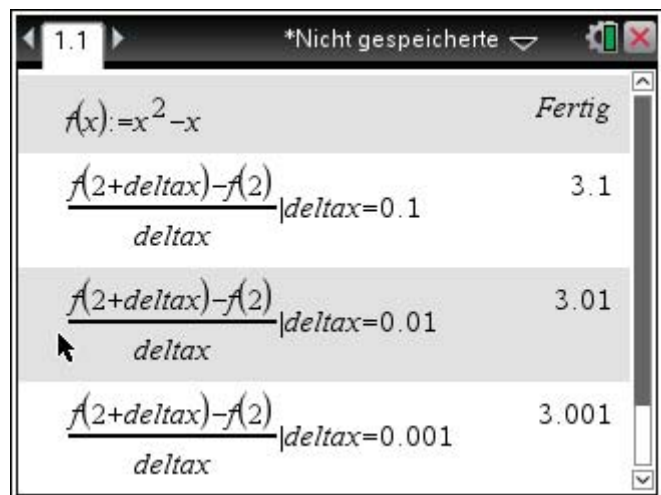 1.1 *Nicht gespeicherte
f(x):=x²−x Fertig
f(2+deltax)−f(2)
deltax
|deltax=0.1 3.1
f(2+deltax)−f(2)
deltax
|deltax=0.01 3.01
f(2+deltax)−f(2)
deltax
|deltax=0.001 3.001